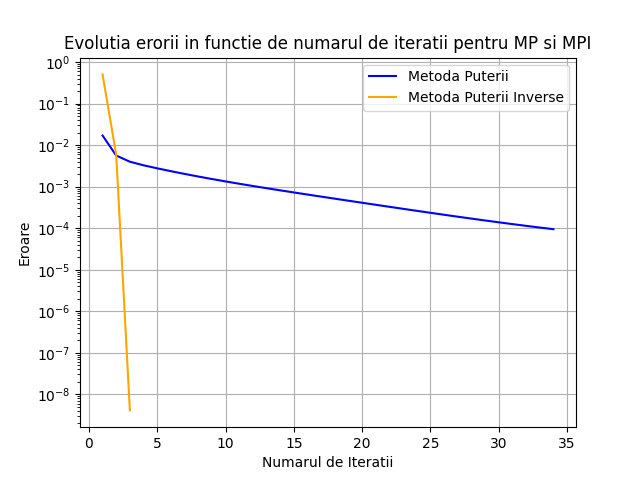 Evolutia erorii in functie de numarul de iteratii pentru MP si MPI
Metoda Puterii
Metoda Puterii Inverse
Eroare
10⁰
10⁻¹
10⁻²
10⁻³
10⁻⁴
10⁻⁵
10⁻⁶
10⁻⁷
10⁻⁸
0 5 10 15 20 25 30 35
Numarul de Iteratii